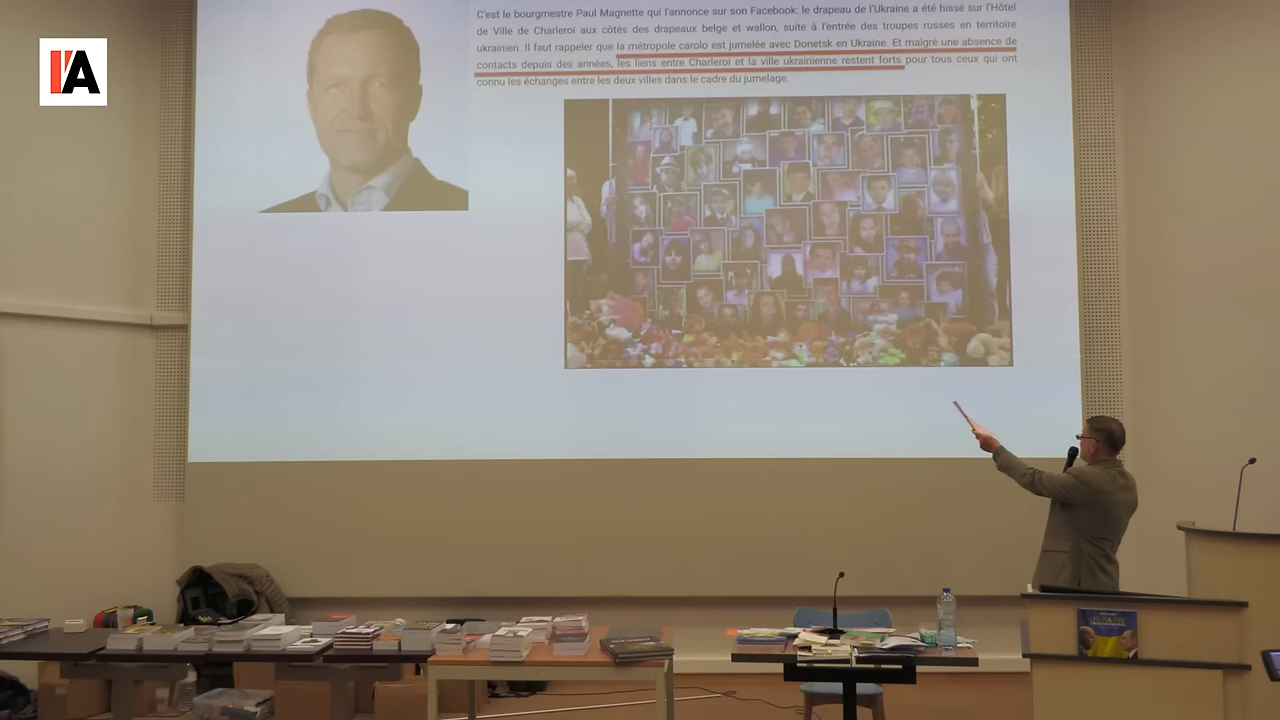 I'A
C'est le bourgmestre Paul Magnette qui l'annonce sur son Facebook: le drapeau de l'Ukraine a été hissé sur l'Hôtel
de Ville de Charleroi aux côtés des drapeaux belge et wallon, suite à l'entrée des troupes russes en territoire
ukrainien. Il faut rappeler que la métropole carolo est jumelée avec Donetsk en Ukraine. Et malgré une absence de
contacts depuis des années, les liens entre Charleroi et la ville ukrainienne restent forts pour tous ceux qui ont
connu les échanges entre les deux villes dans le cadre du jumelage.
UKRAINE